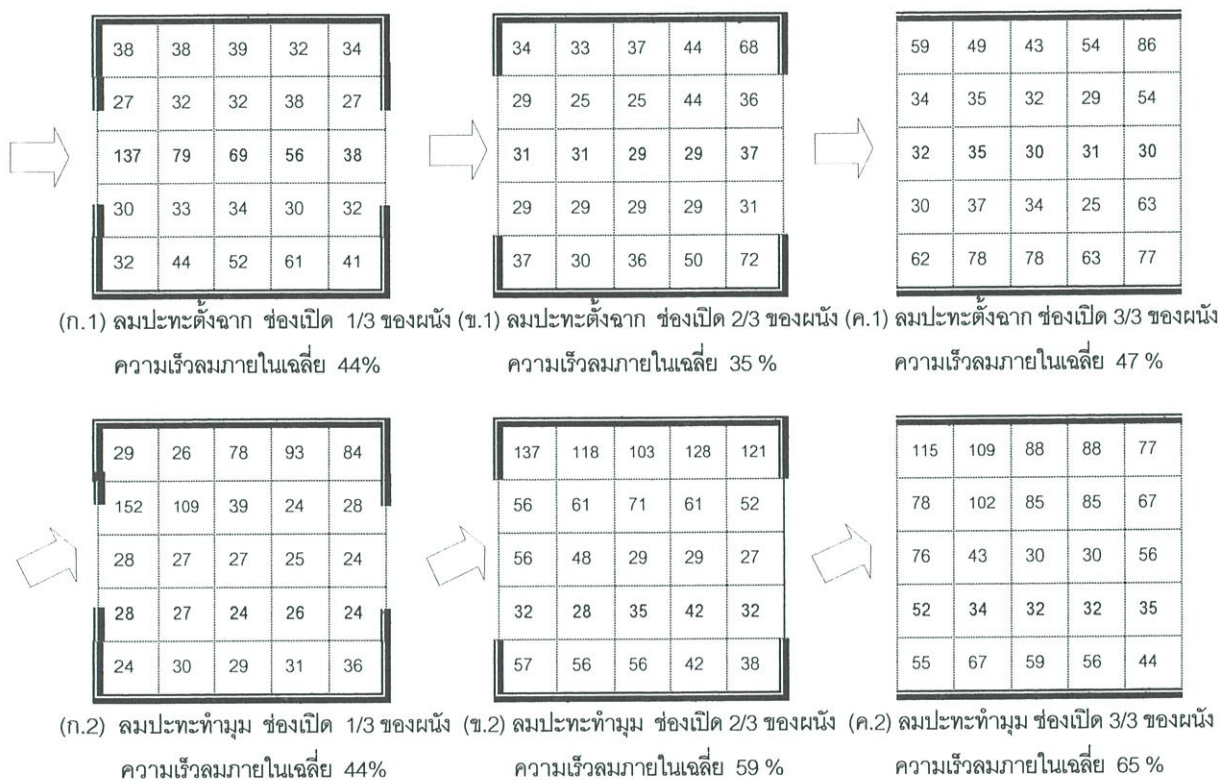 38 38 39 32 34 34 33 37 44 68 59 49 43 54 86
27 32 32 38 27 29 25 25 44 36 34 35 32 29 54
137 79 69 56 38 31 31 29 29 37 32 35 30 31 30
30 33 34 30 32 29 29 29 29 31 30 37 34 25 63
32 44 52 61 41 37 30 36 50 72 62 78 78 63 77
(ก.1) ลมปะทะตั้งฉาก ช่องเปิด 1/3 ของผนัง (ข.1) ลมปะทะตั้งฉาก ช่องเปิด 2/3 ของผนัง (ค.1) ลมปะทะตั้งฉาก ช่องเปิด 3/3 ของผนัง
ความเร็วลมภายในเฉลี่ย 44% ความเร็วลมภายในเฉลี่ย 35 % ความเร็วลมภายในเฉลี่ย 47 %
29 26 78 93 84 137 118 103 128 121 115 109 88 88 77
152 109 39 24 28 56 61 71 61 52 78 102 85 85 67
28 27 27 25 24 56 48 29 29 27 76 43 30 30 56
28 27 24 26 24 32 28 35 42 32 52 34 32 32 35
24 30 29 31 36 57 56 56 42 38 55 67 59 56 44
(ก.2) ลมปะทะทำมุม ช่องเปิด 1/3 ของผนัง (ข.2) ลมปะทะทำมุม ช่องเปิด 2/3 ของผนัง (ค.2) ลมปะทะทำมุม ช่องเปิด 3/3 ของผนัง
ความเร็วลมภายในเฉลี่ย 44% ความเร็วลมภายในเฉลี่ย 59 % ความเร็วลมภายในเฉลี่ย 65 %